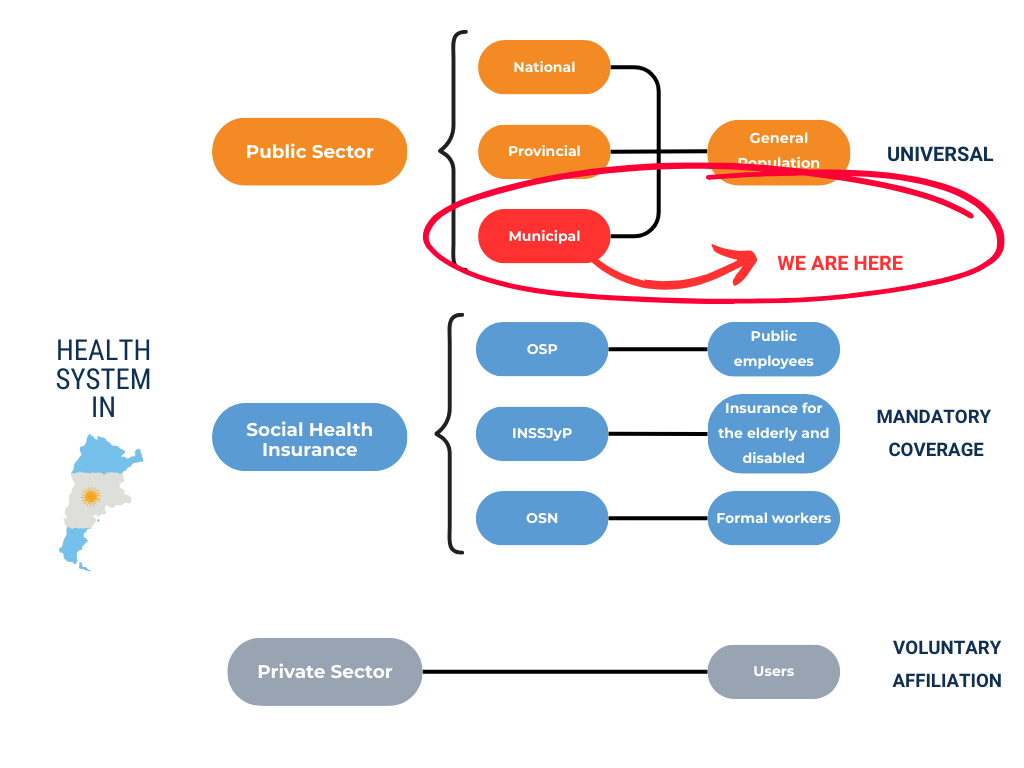 National
Public Sector
Provincial
General
Population
UNIVERSAL
Municipal
WE ARE HERE
HEALTH
SYSTEM
IN
Social Health
Insurance
OSP
Public
employees
INSSJyP
Insurance for
the elderly and
disabled
MANDATORY
COVERAGE
OSN
Formal workers
Private Sector
Users
VOLUNTARY
AFFILIATION